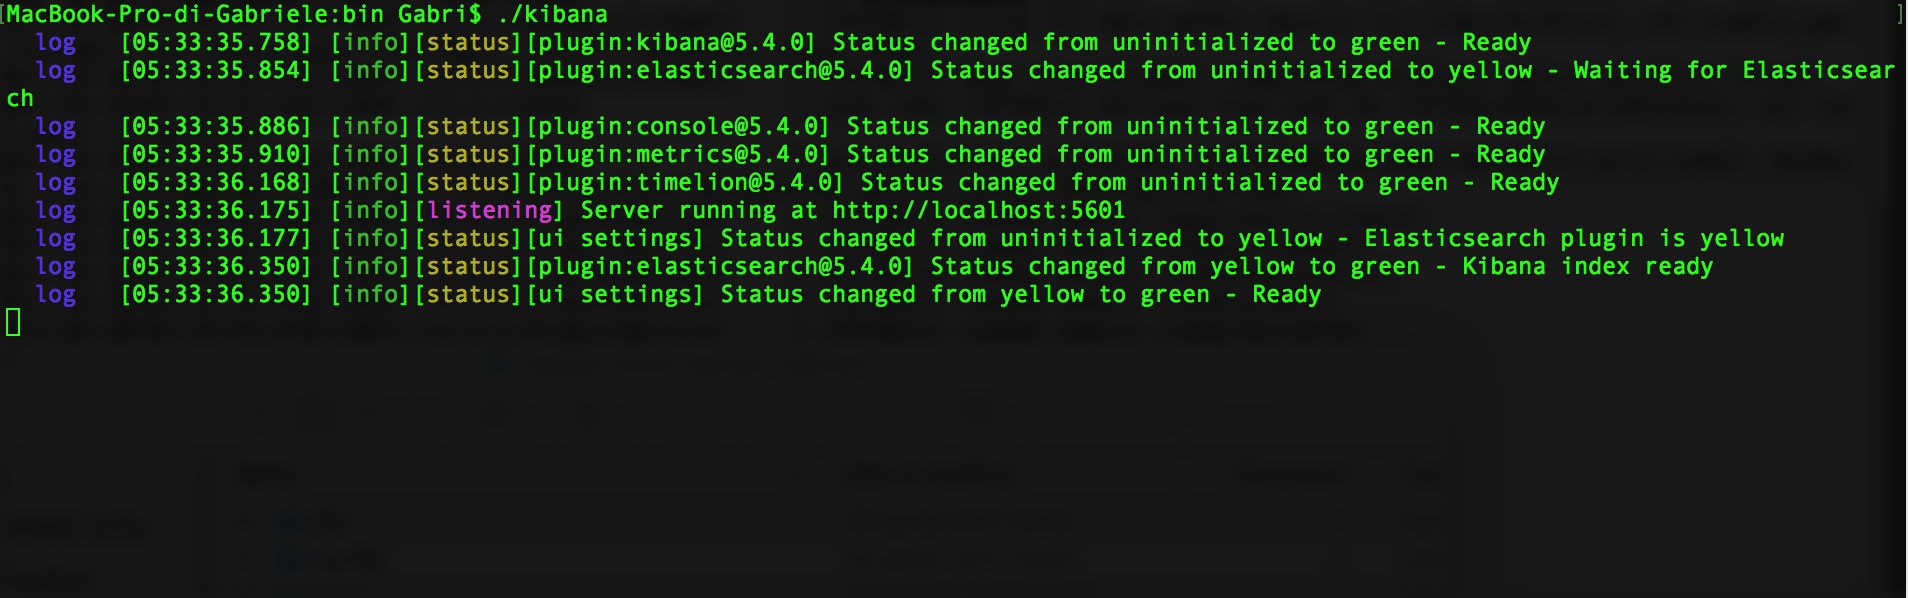 [MacBook-Pro-di-Gabriele:bin Gabri$ ./kibana ]
log [05:33:35.758] [info][status][plugin:kibana@5.4.0] Status changed from uninitialized to green - Ready
log [05:33:35.854] [info][status][plugin:elasticsearch@5.4.0] Status changed from uninitialized to yellow - Waiting for Elasticsear
ch
log [05:33:35.886] [info][status][plugin:console@5.4.0] Status changed from uninitialized to green - Ready
log [05:33:35.910] [info][status][plugin:metrics@5.4.0] Status changed from uninitialized to green - Ready
log [05:33:36.168] [info][status][plugin:timelion@5.4.0] Status changed from uninitialized to green - Ready
log [05:33:36.175] [info][listening] Server running at http://localhost:5601
log [05:33:36.177] [info][status][ui settings] Status changed from uninitialized to yellow - Elasticsearch plugin is yellow
log [05:33:36.350] [info][status][plugin:elasticsearch@5.4.0] Status changed from yellow to green - Kibana index ready
log [05:33:36.350] [info][status][ui settings] Status changed from yellow to green - Ready